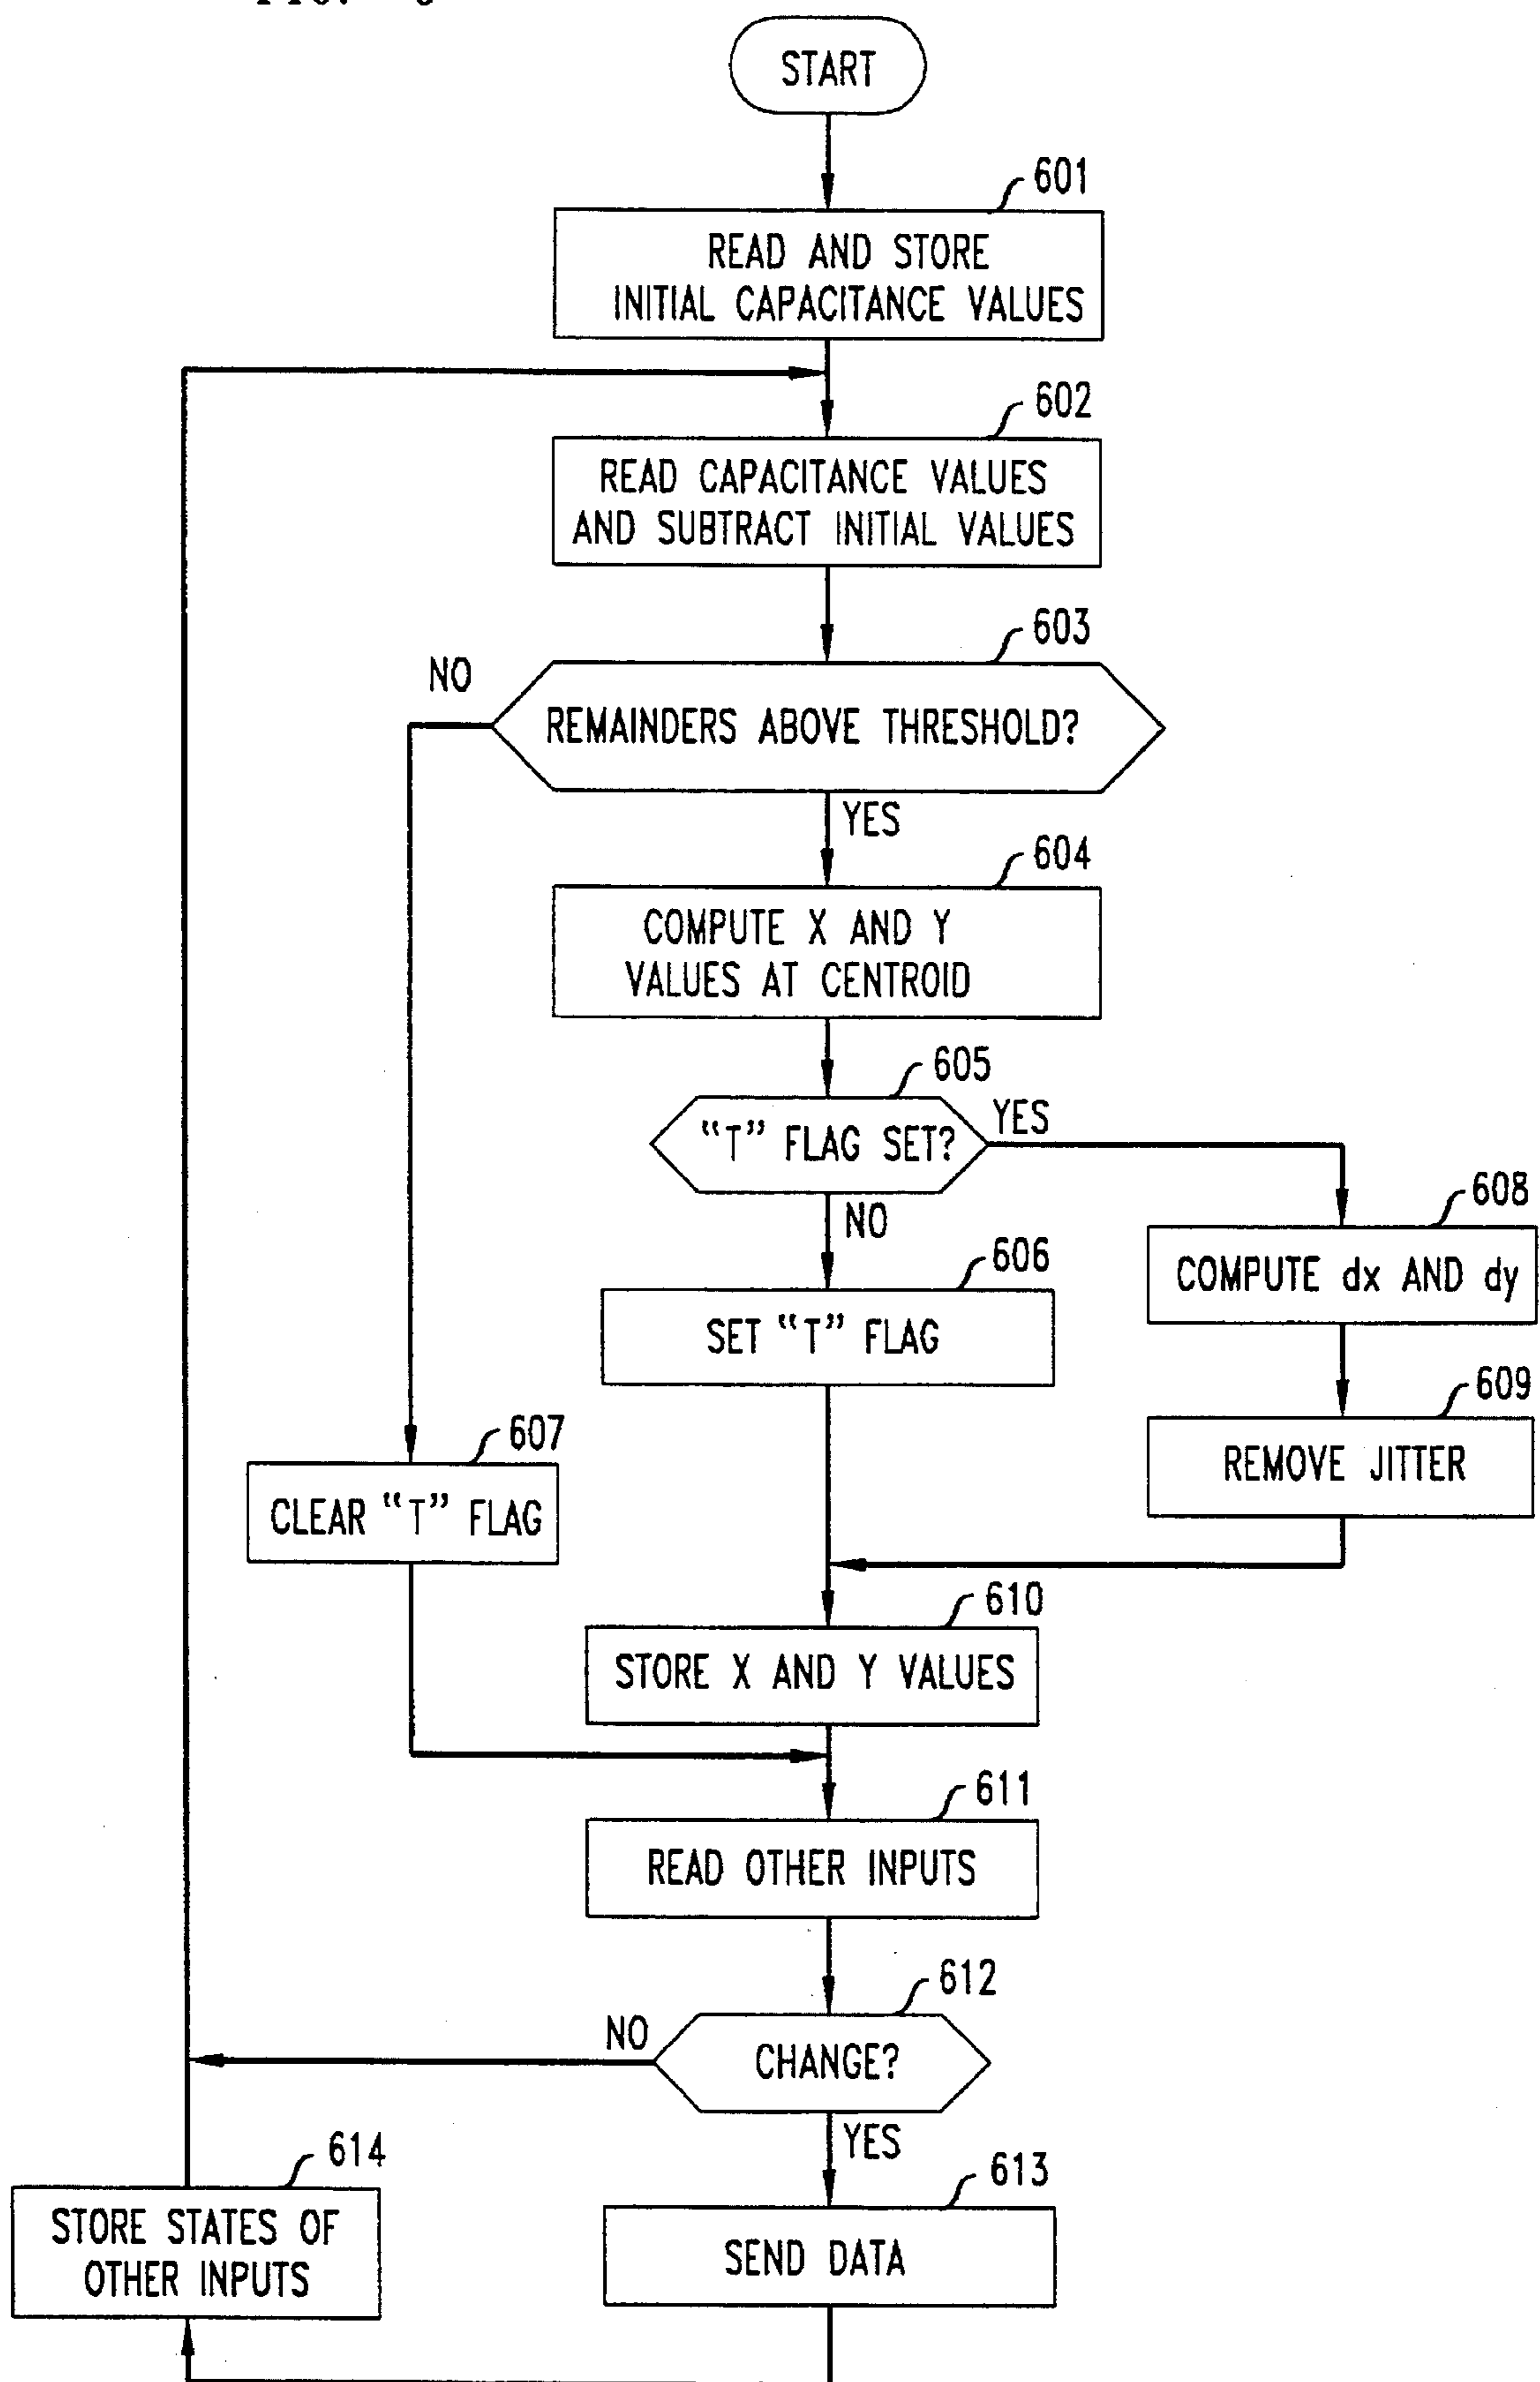 START
601
READ AND STORE
INITIAL CAPACITANCE VALUES
602
READ CAPACITANCE VALUES
AND SUBTRACT INITIAL VALUES
603
NO
REMAINDERS ABOVE THRESHOLD?
YES
604
COMPUTE X AND Y
VALUES AT CENTROID
605
"T" FLAG SET?
YES
NO
608
COMPUTE dx AND dy
606
SET "T" FLAG
609
REMOVE JITTER
607
CLEAR "T" FLAG
610
STORE X AND Y VALUES
611
READ OTHER INPUTS
612
NO
CHANGE?
YES
614
STORE STATES OF
OTHER INPUTS
613
SEND DATA